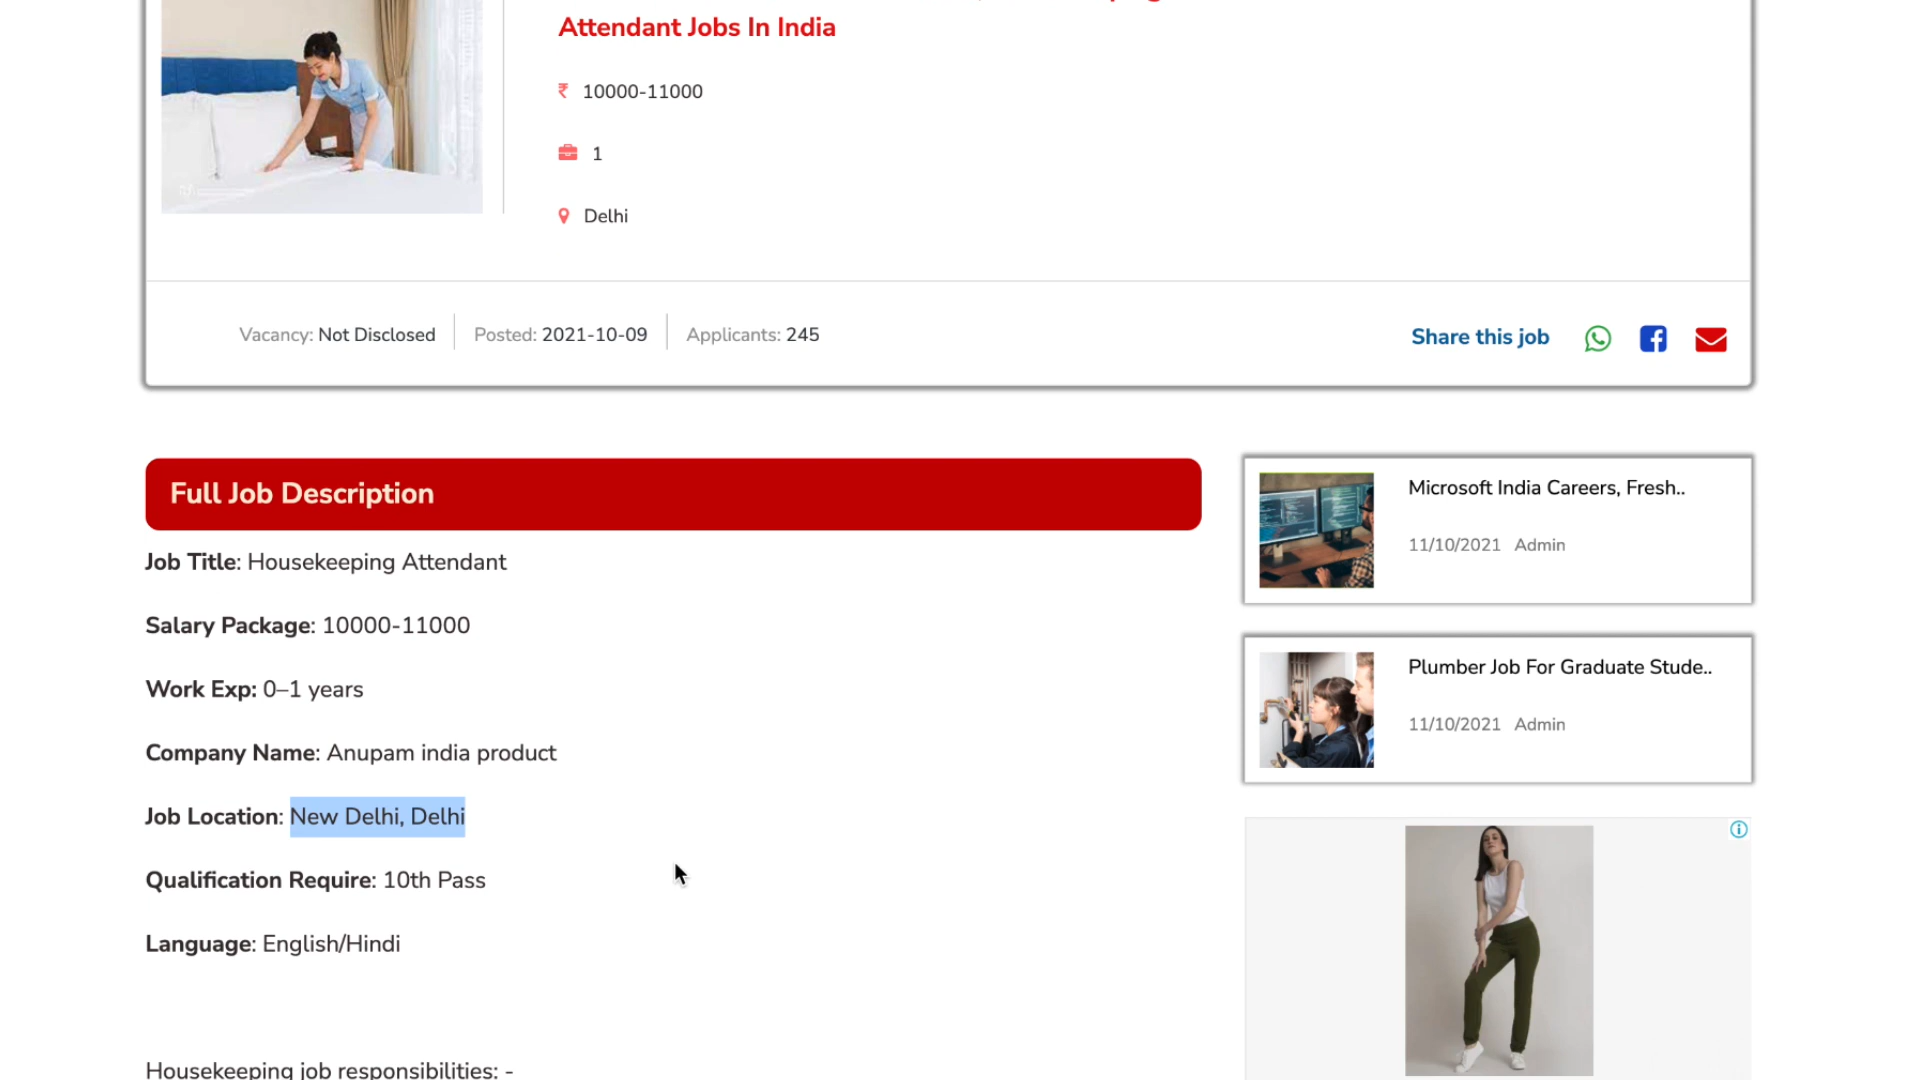 Attendant Jobs In India
10000-11000
1
Delhi
Vacancy: Not Disclosed
Posted: 2021-10-09
Applicants: 245
Share this job
Full Job Description
Job Title: Housekeeping Attendant
Salary Package: 10000-11000
Work Exp: 0–1 years
Company Name: Anupam india product
Job Location: New Delhi, Delhi
Qualification Require: 10th Pass
Language: English/Hindi
Housekeeping job responsibilities: -
Microsoft India Careers, Fresh..
11/10/2021 Admin
Plumber Job For Graduate Stude..
11/10/2021 Admin